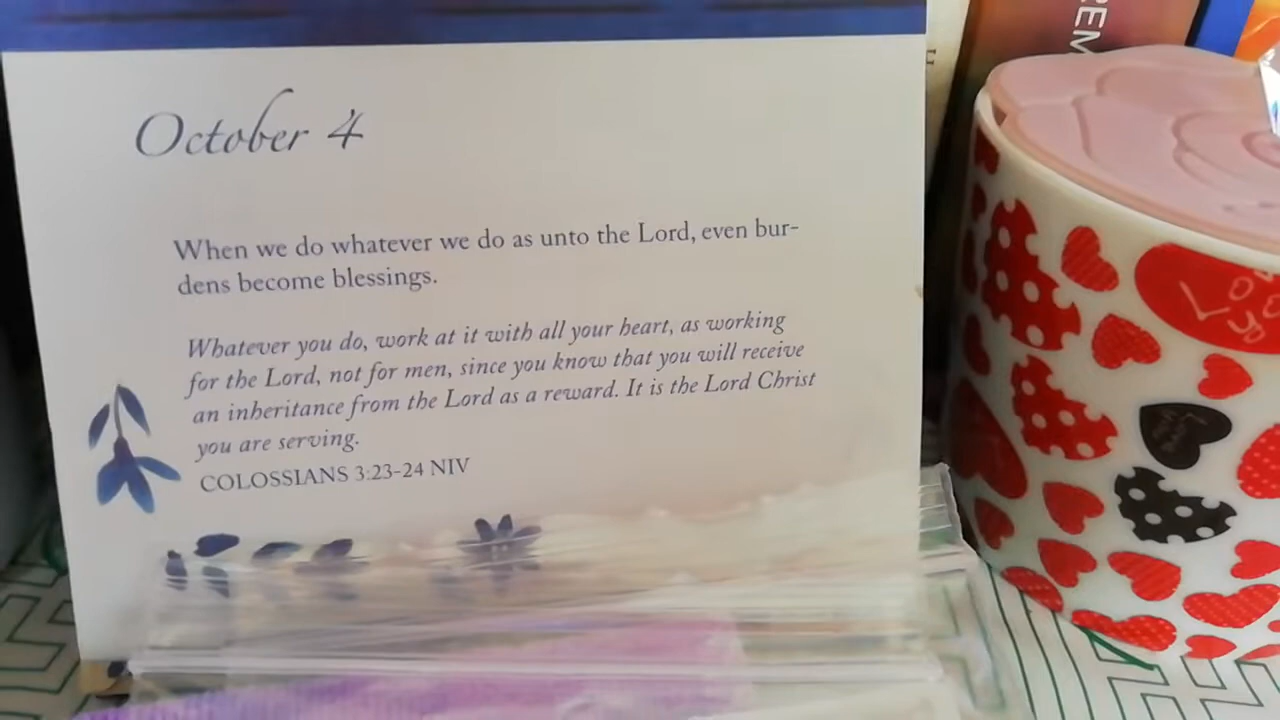 October 4
When we do whatever we do as unto the Lord, even bur-
dens become blessings.
Whatever you do, work at it with all your heart, as working
for the Lord, not for men, since you know that you will receive
an inheritance from the Lord as a reward. It is the Lord Christ
you are serving.
COLOSSIANS 3:23-24 NIV
REM